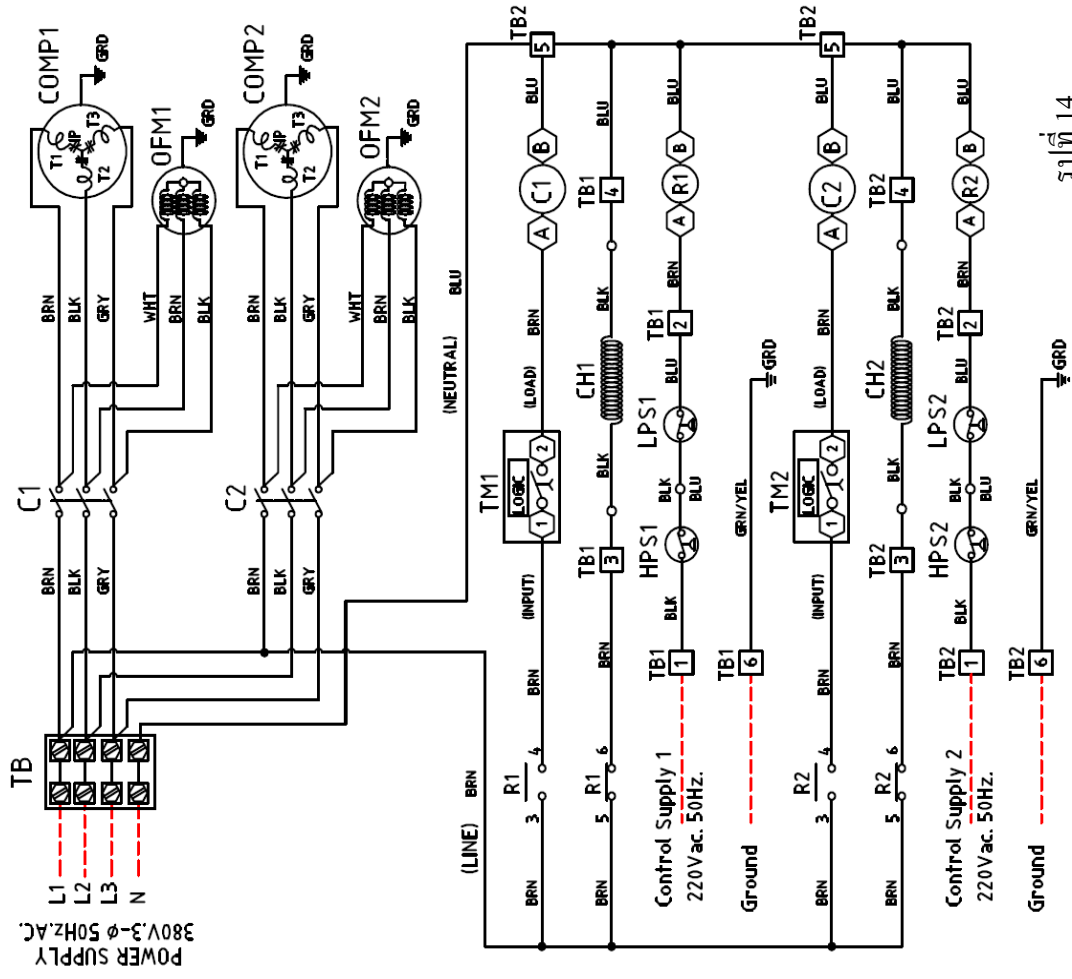 POWER SUPPLY
380V.3-ø 50Hz.AC.
L1
L2
L3
N
TB
BRN
BLK
GRY
C1
BRN
BLK
GRY
WHT
BRN
BLK
COMP1
T1
T2
T3
IP
GRD
OFM1
GRD
BRN
BLK
GRY
C2
BRN
BLK
GRY
WHT
BRN
BLK
COMP2
T1
T2
T3
IP
GRD
OFM2
GRD
(LINE) BRN
(NEUTRAL) BLU
BRN 3 R1 4 BRN (INPUT) TM1 1 LOGIC 2 (LOAD) BRN A C1 B BLU 5 TB2
BRN 5 R1 6 BRN TB1 3 BLK CH1 BLK TB1 4 BLU
Control Supply 1
220Vac. 50Hz.
TB1 1 BLK HPS1 BLK BLU LPS1 BLU TB1 2 BRN A R1 B BLU
Ground TB1 6 GRN/YEL GRD
BRN 3 R2 4 BRN (INPUT) TM2 1 LOGIC 2 (LOAD) BRN A C2 B BLU 5 TB2
BRN 5 R2 6 BRN TB2 3 BLK CH2 BLK TB2 4 BLU
Control Supply 2
220Vac. 50Hz.
TB2 1 BLK HPS2 BLK BLU LPS2 BLU TB2 2 BRN A R2 B BLU
Ground TB2 6 GRN/YEL GRD
รูปที่ 14